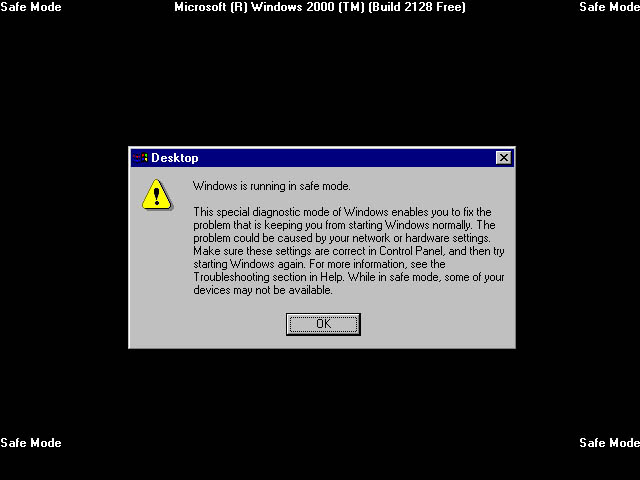 Safe Mode Microsoft (R) Windows 2000 (TM) (Build 2128 Free) Safe Mode
Desktop
Windows is running in safe mode.
This special diagnostic mode of Windows enables you to fix the
problem that is keeping you from starting Windows normally. The
problem could be caused by your network or hardware settings.
Make sure these settings are correct in Control Panel, and then try
starting Windows again. For more information, see the
Troubleshooting section in Help. While in safe mode, some of your
devices may not be available.
OK
Safe Mode Safe Mode